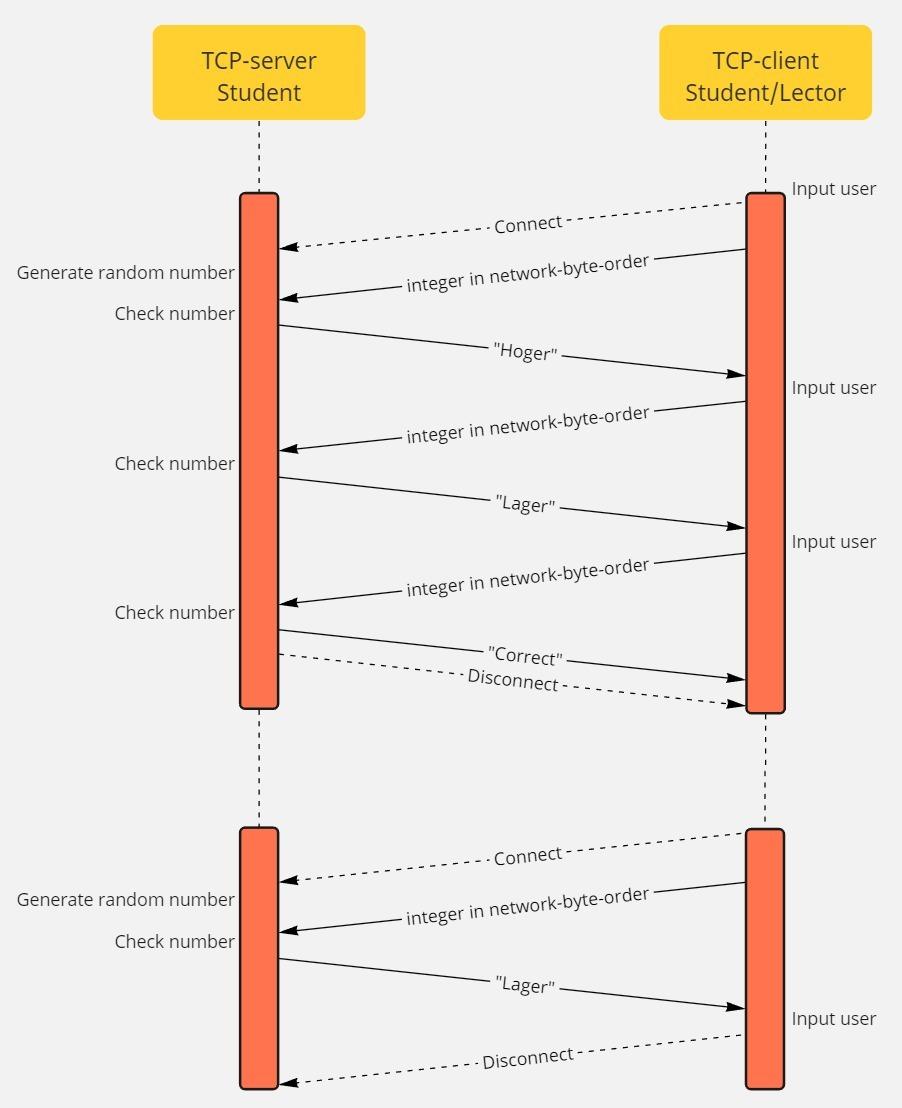 TCP-server
Student
TCP-client
Student/Lector
Input user
Connect
integer in network-byte-order
Generate random number
Check number
"Hoger"
Input user
integer in network-byte-order
Check number
"Lager"
Input user
integer in network-byte-order
Check number
"Correct"
Disconnect
Connect
Generate random number
integer in network-byte-order
Check number
"Lager"
Input user
Disconnect